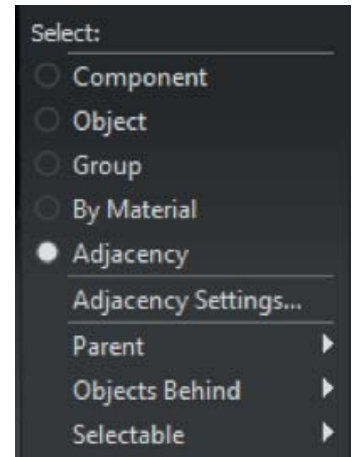 Select:
Component
Object
Group
By Material
Adjacency
Adjacency Settings...
Parent
Objects Behind
Selectable